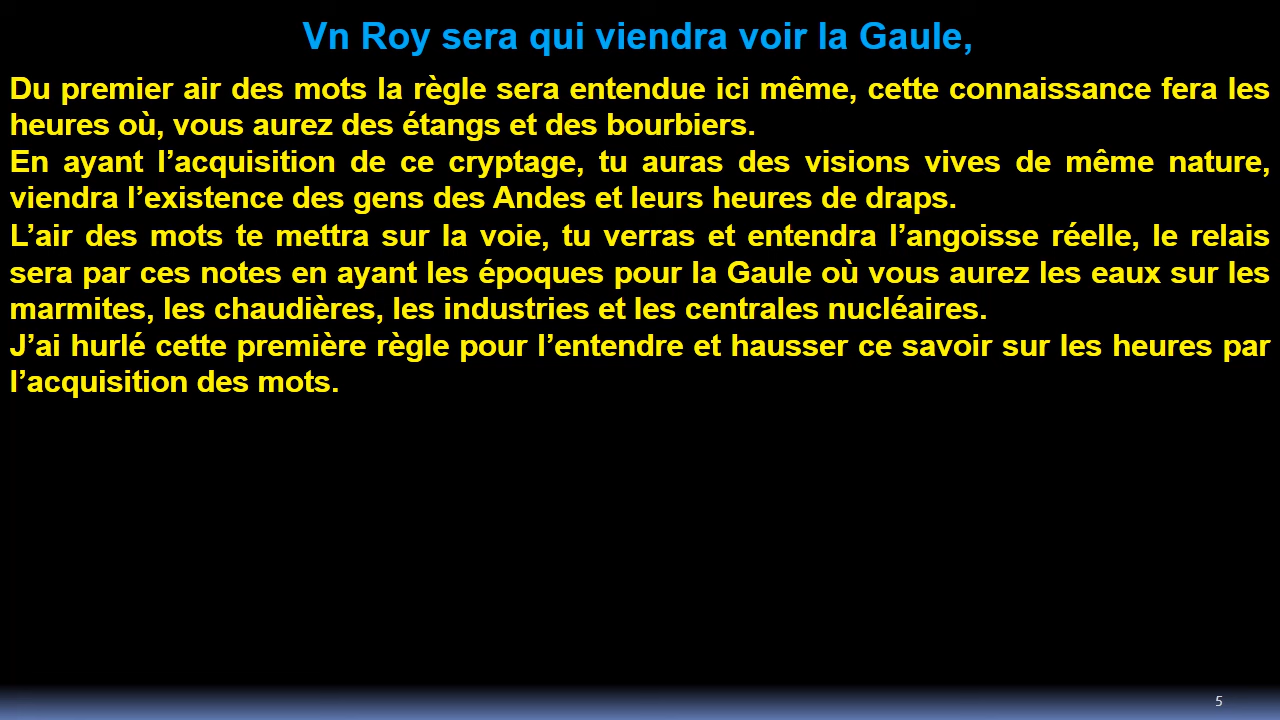 Vn Roy sera qui viendra voir la Gaule,
Du premier air des mots la règle sera entendue ici même, cette connaissance fera les
heures où, vous aurez des étangs et des bourbiers.
En ayant l’acquisition de ce cryptage, tu auras des visions vives de même nature,
viendra l’existence des gens des Andes et leurs heures de draps.
L’air des mots te mettra sur la voie, tu verras et entendra l’angoisse réelle, le relais
sera par ces notes en ayant les époques pour la Gaule où vous aurez les eaux sur les
marmites, les chaudières, les industries et les centrales nucléaires.
J’ai hurlé cette première règle pour l’entendre et hausser ce savoir sur les heures par
l’acquisition des mots.
5